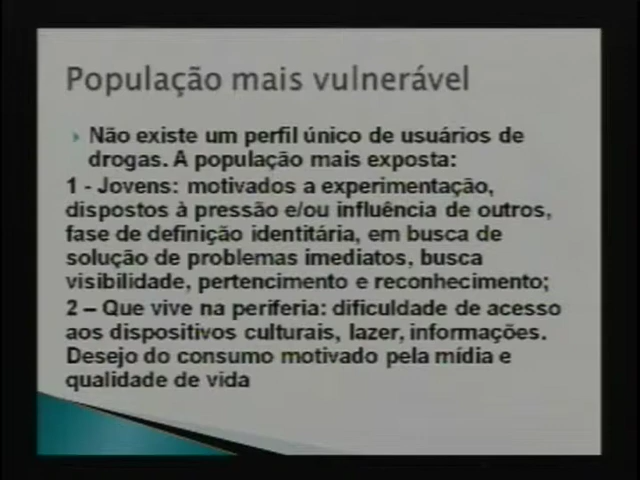 População mais vulnerável
Não existe um perfil único de usuários de
drogas. A população mais exposta:
1 - Jovens: motivados a experimentação,
dispostos à pressão e/ou influência de outros,
fase de definição identitária, em busca de
solução de problemas imediatos, busca
visibilidade, pertencimento e reconhecimento;
2 – Que vive na periferia: dificuldade de acesso
aos dispositivos culturais, lazer, informações.
Desejo do consumo motivado pela mídia e
qualidade de vida